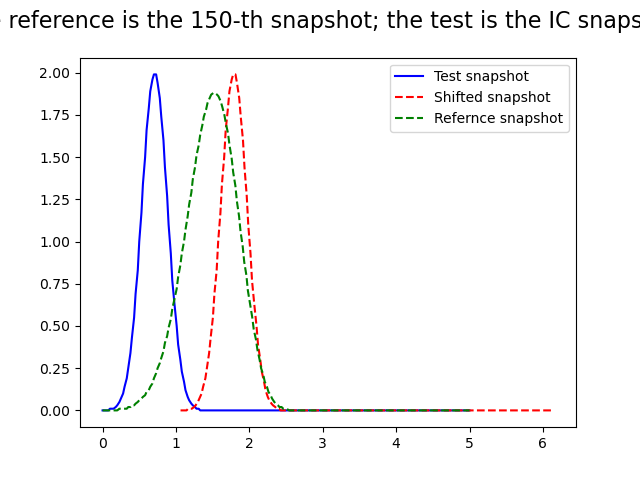 reference is the 150-th snapshot; the test is the IC snaps
2.00
1.75
1.50
1.25
1.00
0.75
0.50
0.25
0.00
0 1 2 3 4 5 6
Test snapshot
Shifted snapshot
Refernce snapshot